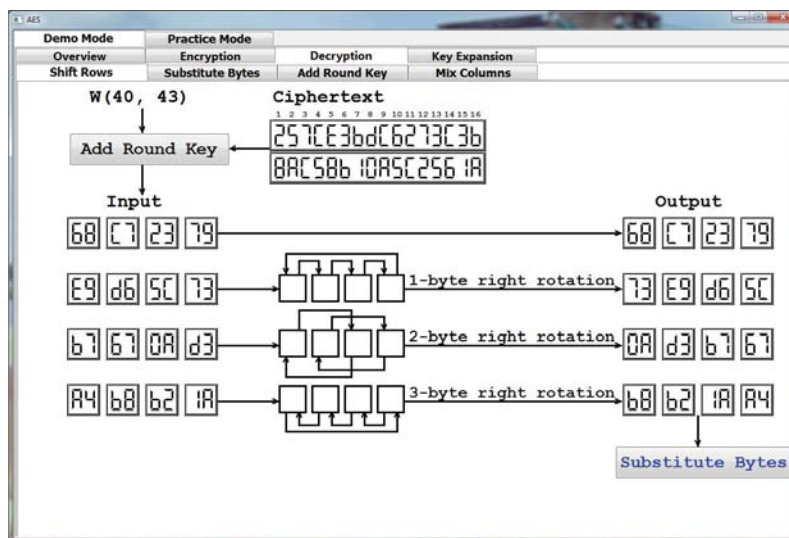 AES
Demo Mode Practice Mode
Overview Encryption Decryption Key Expansion
Shift Rows Substitute Bytes Add Round Key Mix Columns
W(40, 43) Ciphertext
1 2 3 4 5 6 7 8 9 10 11 12 13 14 15 16
257CE3bdC6273C3b
Add Round Key
8AC58b10A5C2561A
Input Output
68 C7 23 79 68 C7 23 79
1-byte right rotation
E9 d6 5C 73 73 E9 d6 5C
2-byte right rotation
b7 67 0A d3 0A d3 b7 67
3-byte right rotation
A4 b8 b2 1A b8 b2 1A A4
Substitute Bytes